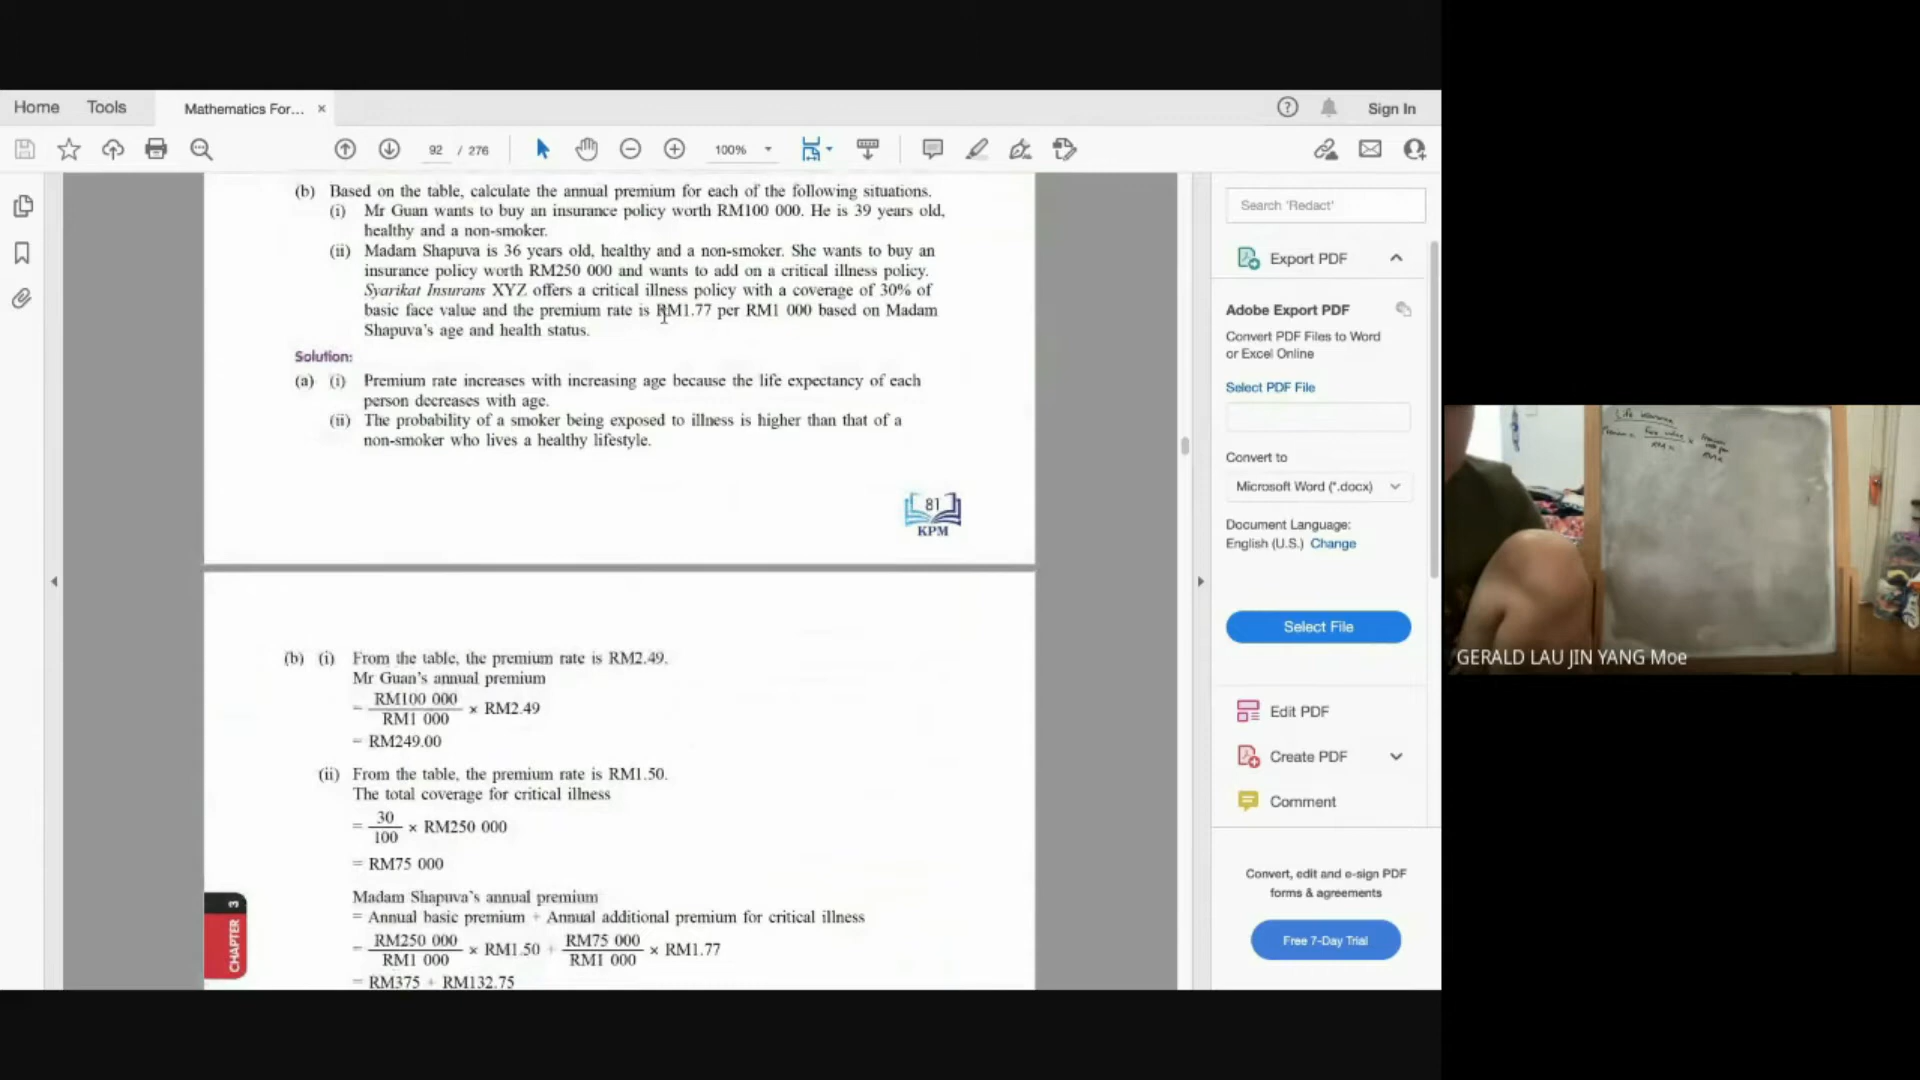 Home
Tools
Mathematics For... ×
Sign In
92 / 276
100%
(b) Based on the table, calculate the annual premium for each of the following situations.
(i) Mr Guan wants to buy an insurance policy worth RM100 000. He is 39 years old,
healthy and a non-smoker.
(ii) Madam Shapuva is 36 years old, healthy and a non-smoker. She wants to buy an
insurance policy worth RM250 000 and wants to add on a critical illness policy.
Syarikat Insurans XYZ offers a critical illness policy with a coverage of 30% of
basic face value and the premium rate is RM1.77 per RM1 000 based on Madam
Shapuva's age and health status.
Solution:
(a) (i) Premium rate increases with increasing age because the life expectancy of each
person decreases with age.
(ii) The probability of a smoker being exposed to illness is higher than that of a
non-smoker who lives a healthy lifestyle.
81
KPM
(b) (i) From the table, the premium rate is RM2.49.
Mr Guan's annual premium
= RM100 000 / RM1 000 × RM2.49
= RM249.00
(ii) From the table, the premium rate is RM1.50.
The total coverage for critical illness
= 30 / 100 × RM250 000
= RM75 000
Madam Shapuva's annual premium
= Annual basic premium + Annual additional premium for critical illness
= RM250 000 / RM1 000 × RM1.50 + RM75 000 / RM1 000 × RM1.77
= RM375 + RM132.75
CHAPTER 3
Search 'Redact'
Export PDF
Adobe Export PDF
Convert PDF Files to Word
or Excel Online
Select PDF File
Convert to
Microsoft Word (*.docx)
Document Language:
English (U.S.) Change
Select File
Edit PDF
Create PDF
Comment
Convert, edit and e-sign PDF
forms & agreements
Free 7-Day Trial
Life insurance
GERALD LAU JIN YANG Moe